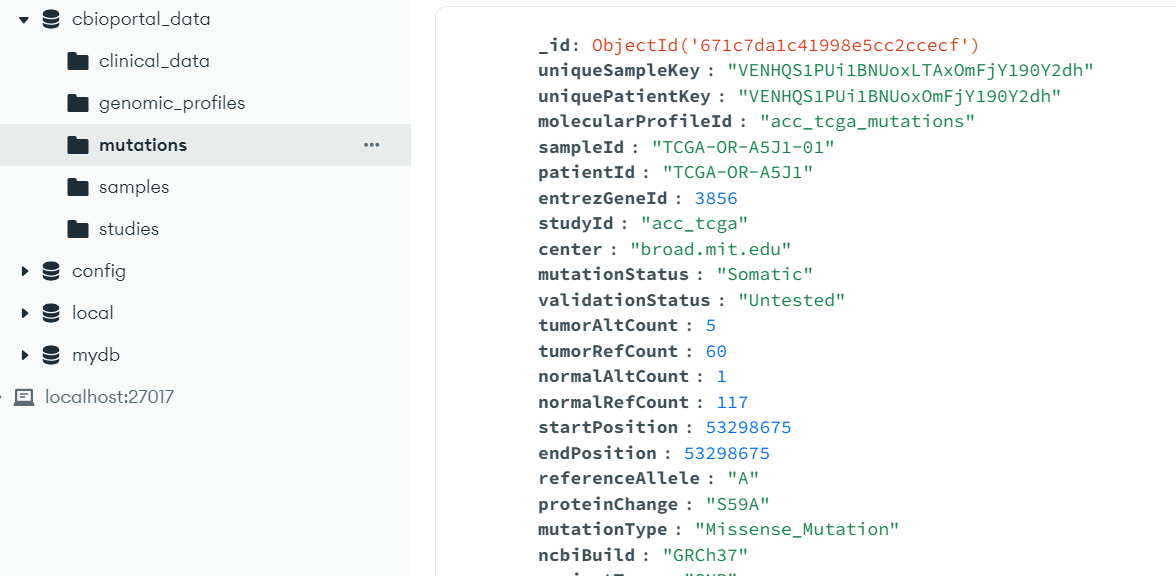 cbioportal_data
clinical_data
genomic_profiles
mutations
samples
studies
config
local
mydb
localhost:27017
_id: ObjectId('671c7da1c41998e5cc2ccecf')
uniqueSampleKey : "VENHQS1PUi1BNUoxLTAxOmFjY190Y2dh"
uniquePatientKey : "VENHQS1PUi1BNUoxOmFjY190Y2dh"
molecularProfileId : "acc_tcga_mutations"
sampleId : "TCGA-OR-A5J1-01"
patientId : "TCGA-OR-A5J1"
entrezGeneId : 3856
studyId : "acc_tcga"
center : "broad.mit.edu"
mutationStatus : "Somatic"
validationStatus : "Untested"
tumorAltCount : 5
tumorRefCount : 60
normalAltCount : 1
normalRefCount : 117
startPosition : 53298675
endPosition : 53298675
referenceAllele : "A"
proteinChange : "S59A"
mutationType : "Missense_Mutation"
ncbiBuild : "GRCh37"